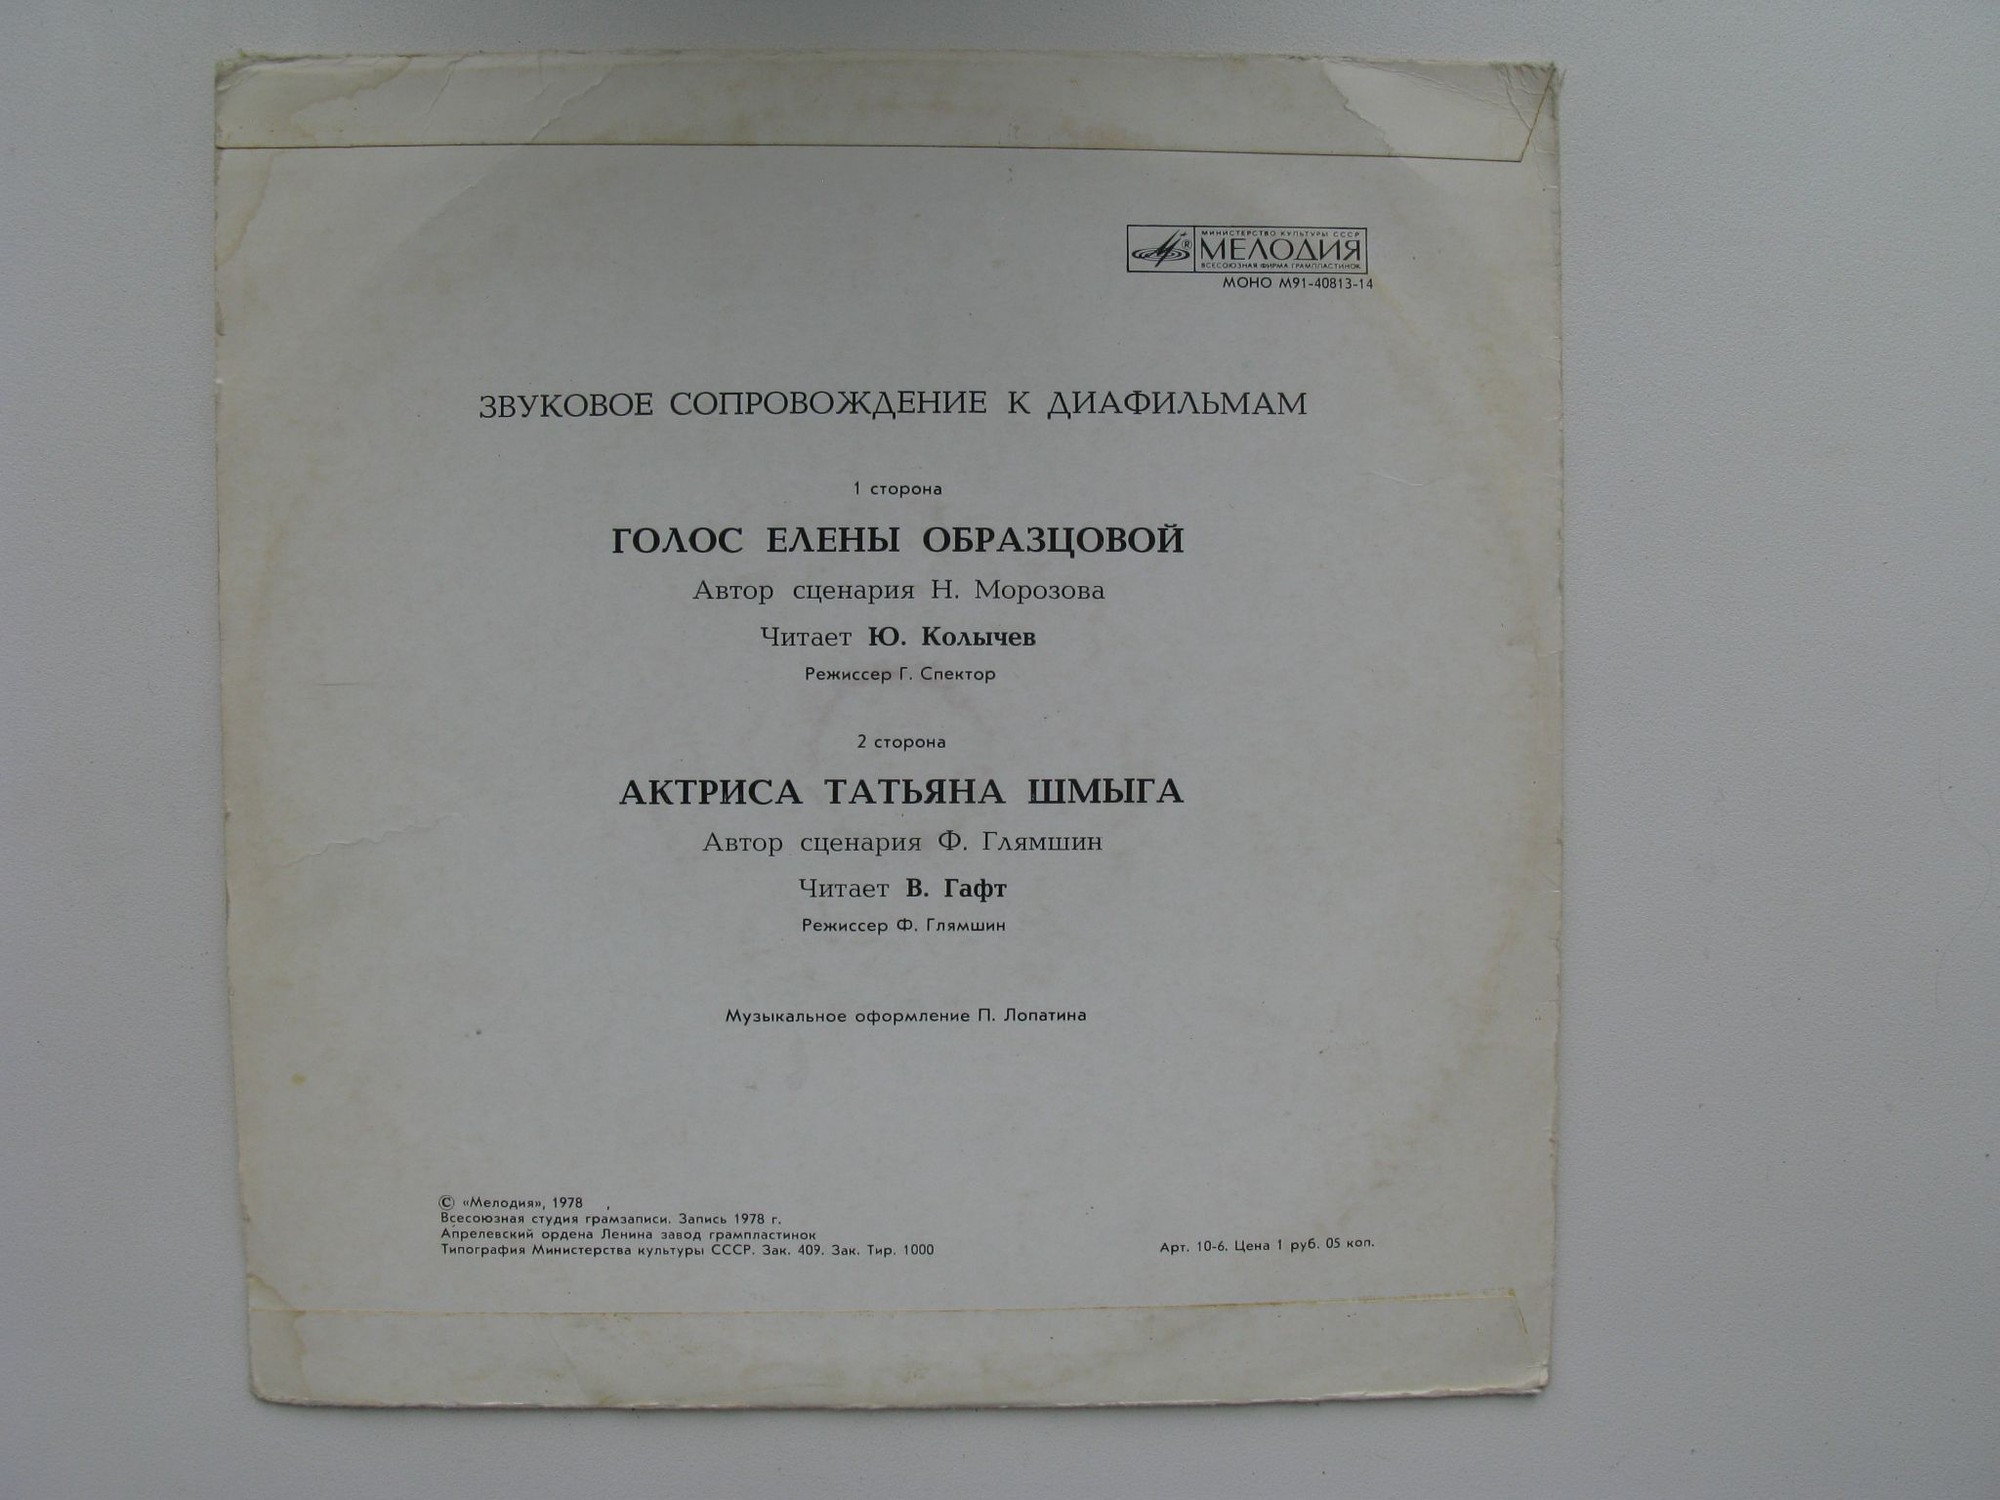 МИНИСТЕРСТВО КУЛЬТУРЫ СССР
МЕЛОДИЯ
ВСЕСОЮЗНАЯ ФИРМА ГРАМПЛАСТИНОК
МОНО М91-40813-14
ЗВУКОВОЕ СОПРОВОЖДЕНИЕ К ДИАФИЛЬМАМ
1 сторона
ГОЛОС ЕЛЕНЫ ОБРАЗЦОВОЙ
Автор сценария Н. Морозова
Читает Ю. Колычев
Режиссер Г. Спектор
2 сторона
АКТРИСА ТАТЬЯНА ШМЫГА
Автор сценария Ф. Глямшин
Читает В. Гафт
Режиссер Ф. Глямшин
Музыкальное оформление П. Лопатина
© «Мелодия», 1978
Всесоюзная студия грамзаписи. Запись 1978 г.
Апрелевский ордена Ленина завод грампластинок
Типография Министерства культуры СССР. Зак. 409. Зак. Тир. 1000
Арт. 10-6. Цена 1 руб. 05 коп.